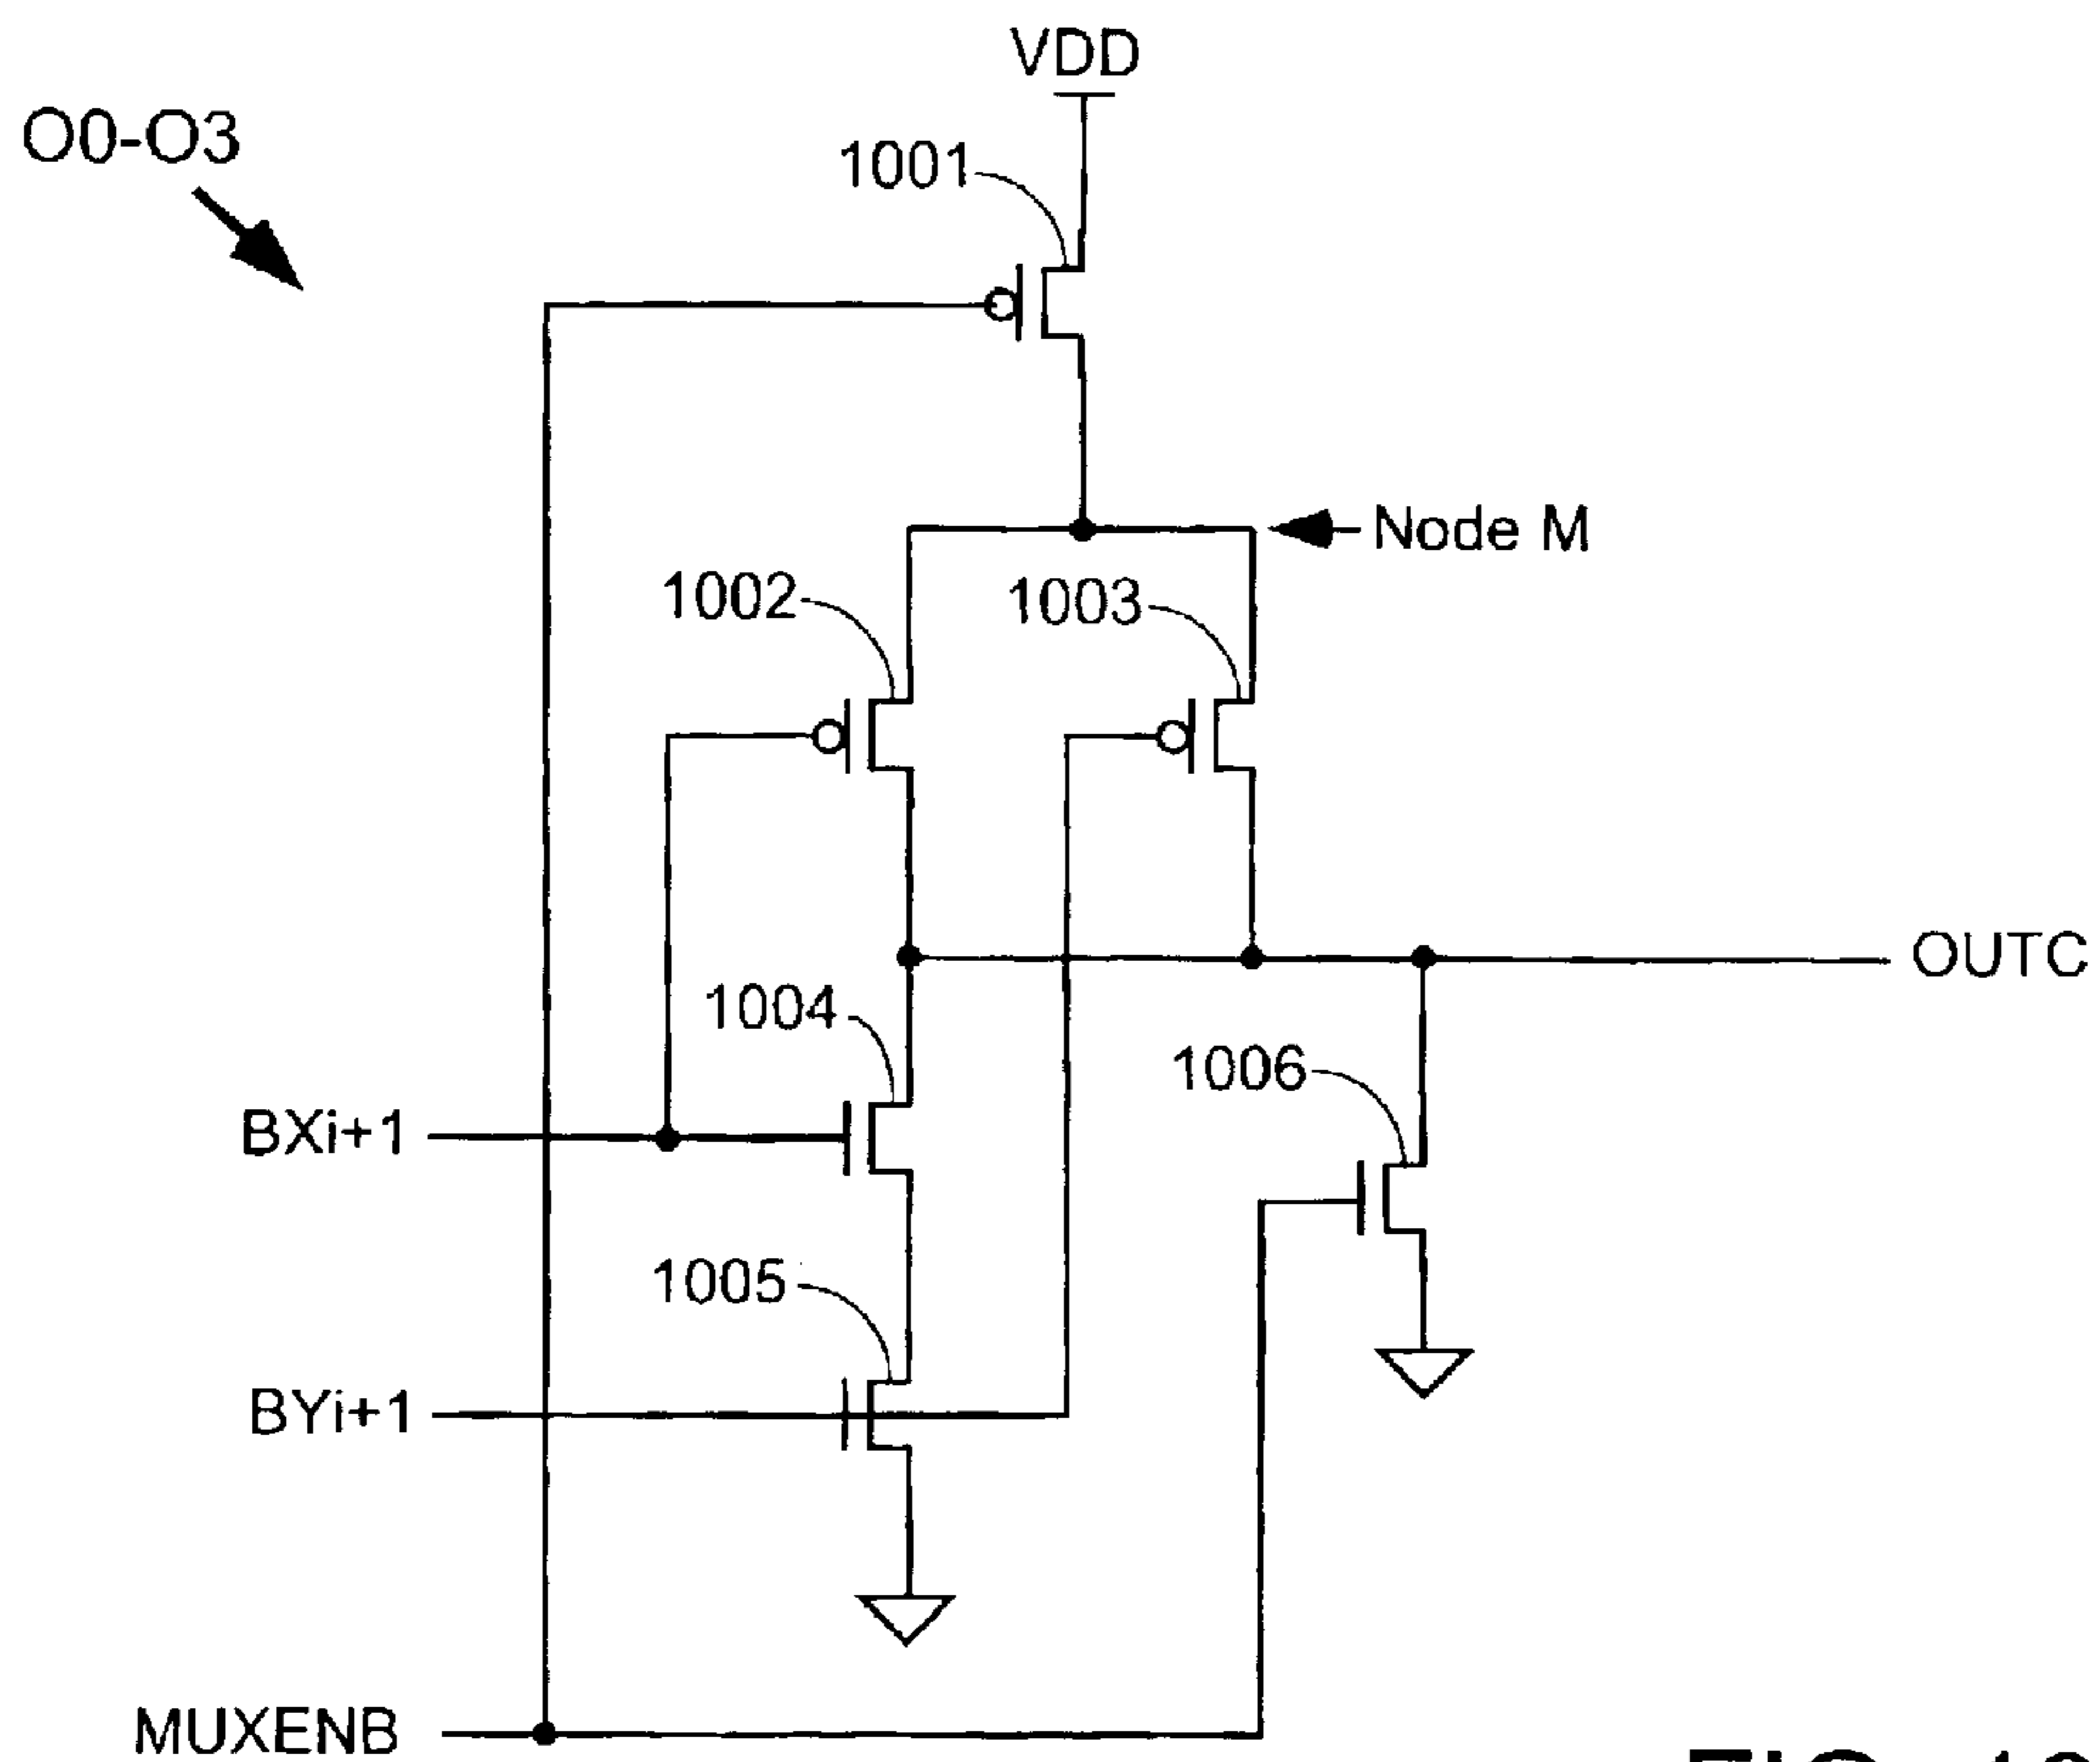 VDD
O0-O3
1001
Node M
1002
1003
OUTC
1004
1006
BXi+1
1005
BYi+1
MUXENB